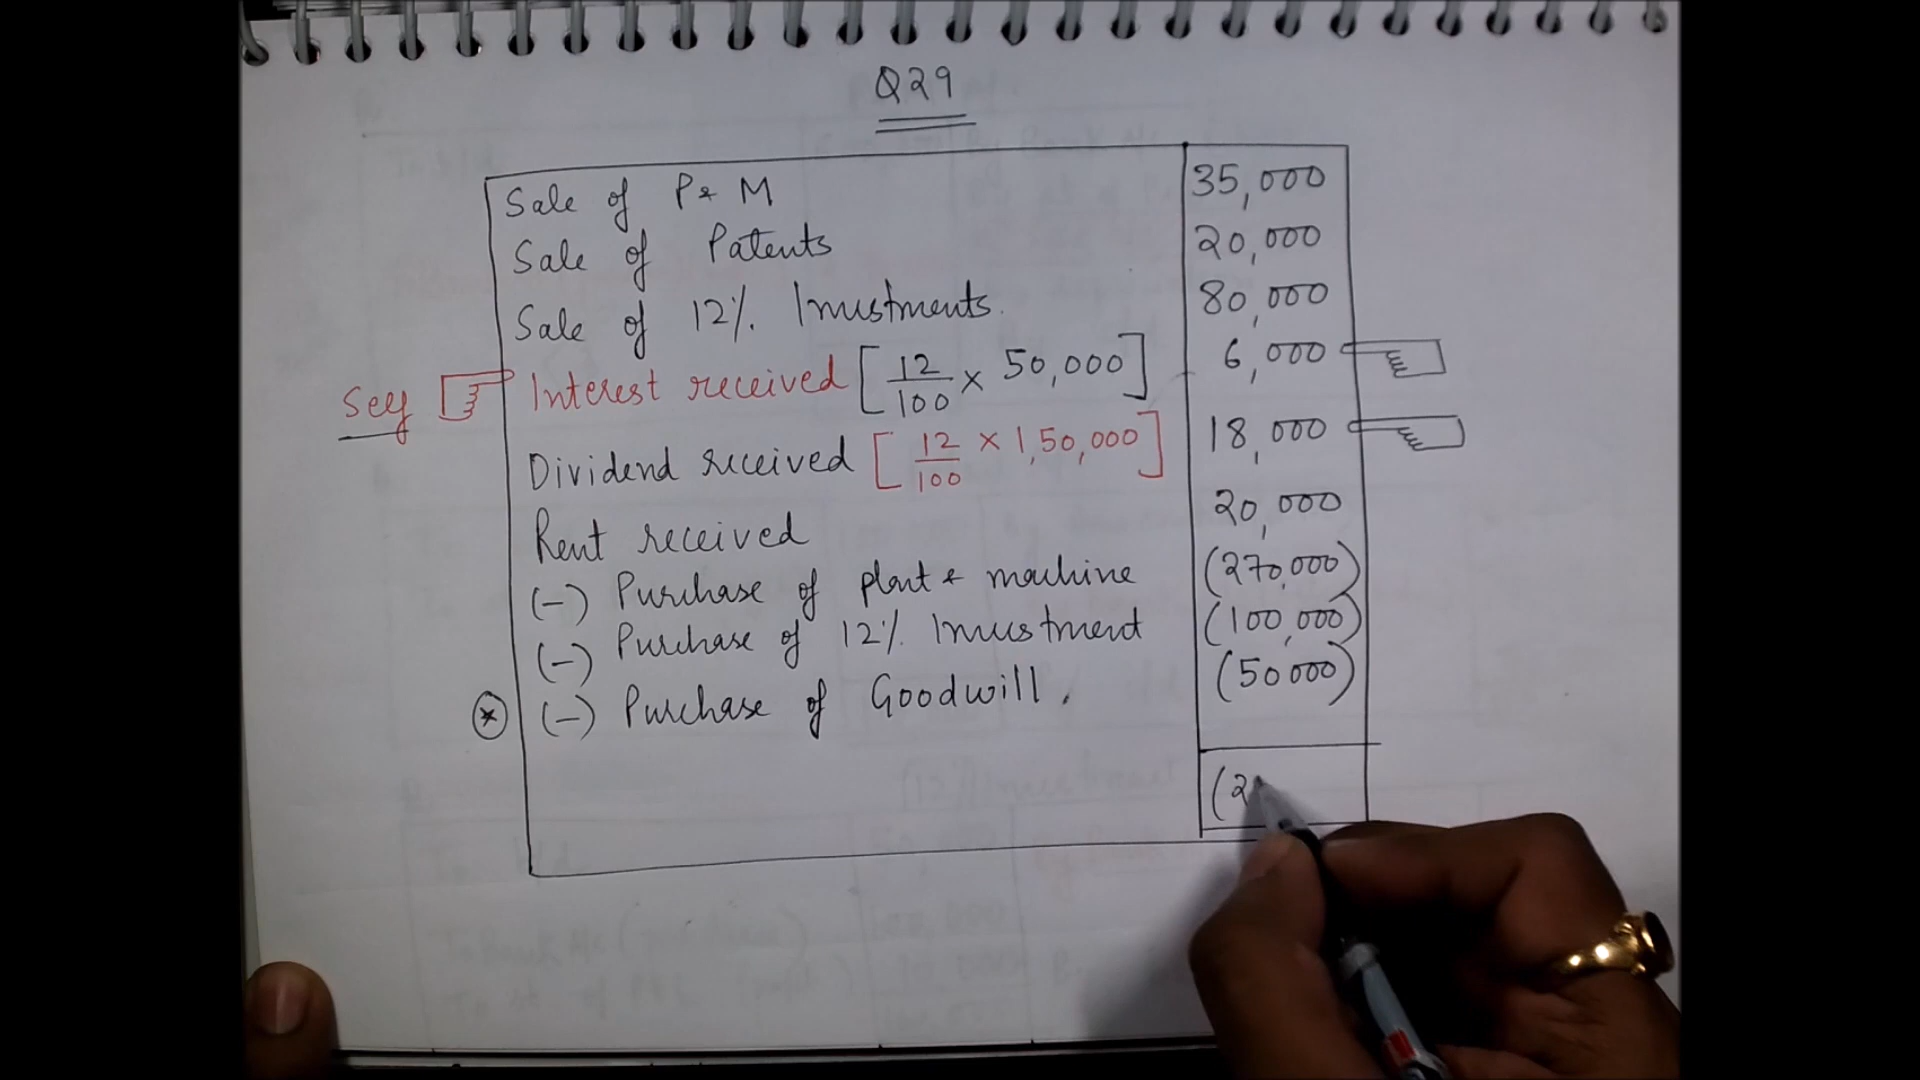 Q29
Sale of P & M 35,000
Sale of Patents 20,000
Sale of 12% Investments. 80,000
Self Interest received [12/100 × 50,000] 6,000
Dividend received [12/100 × 1,50,000] 18,000
Rent received 20,000
(-) Purchase of plant & machine (270,000)
(-) Purchase of 12% Investment (100,000)
(-) Purchase of Goodwill. (50000)
(2